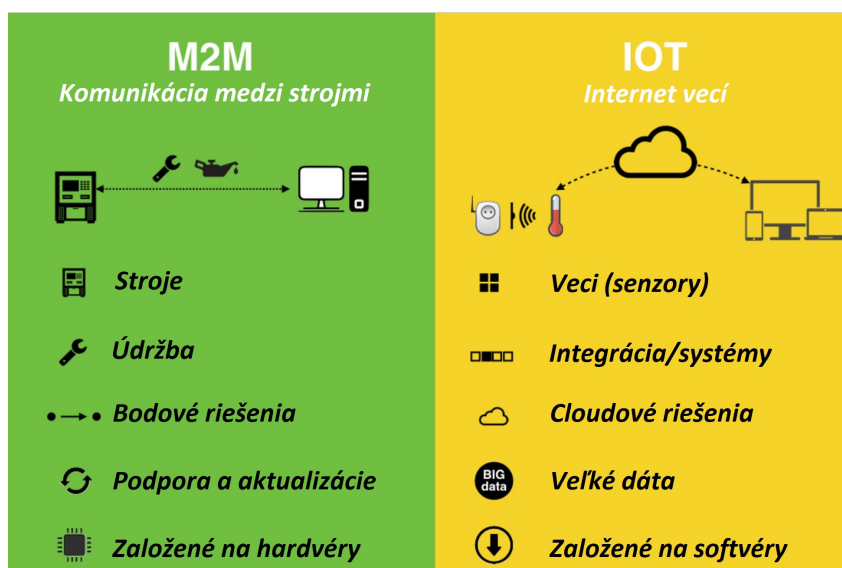 M2M
Komunikácia medzi strojmi
Stroje
Údržba
Bodové riešenia
Podpora a aktualizácie
Založené na hardvéry
IOT
Internet vecí
Veci (senzory)
Integrácia/systémy
Cloudové riešenia
BIG
data
Veľké dáta
Založené na softvéry